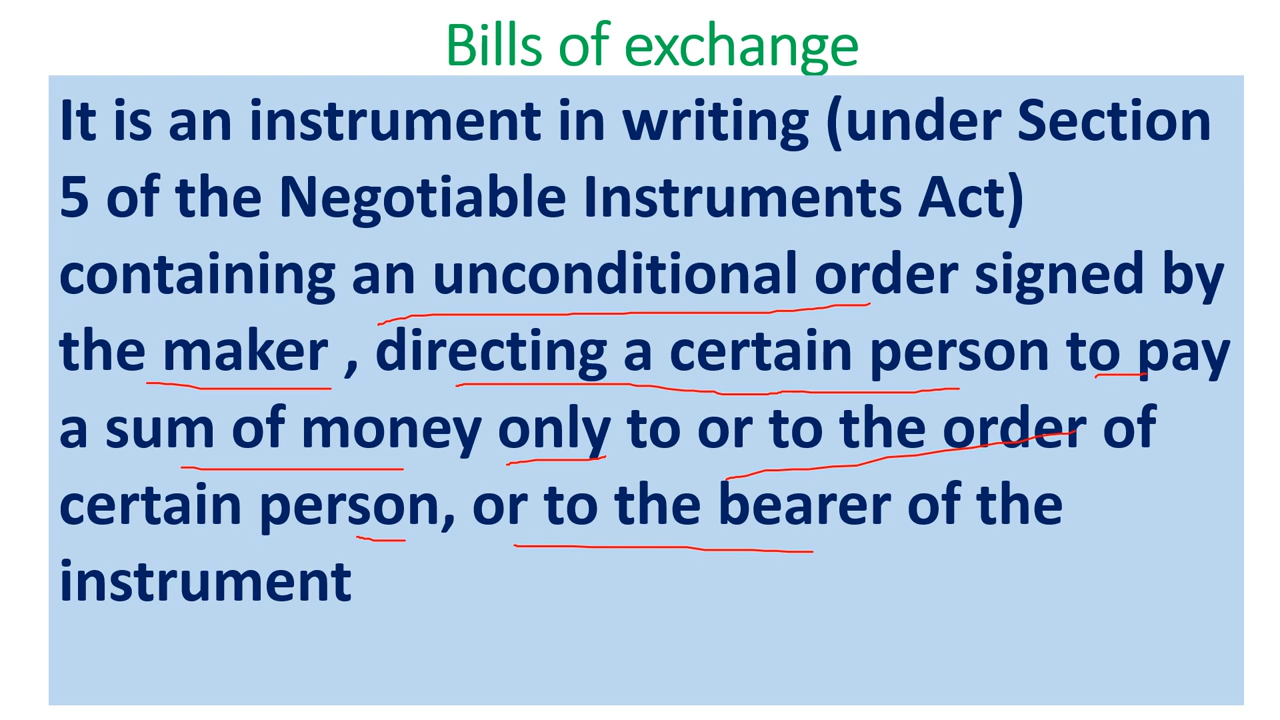 Bills of exchange
It is an instrument in writing (under Section
5 of the Negotiable Instruments Act)
containing an unconditional order signed by
the maker , directing a certain person to pay
a sum of money only to or to the order of
certain person, or to the bearer of the
instrument